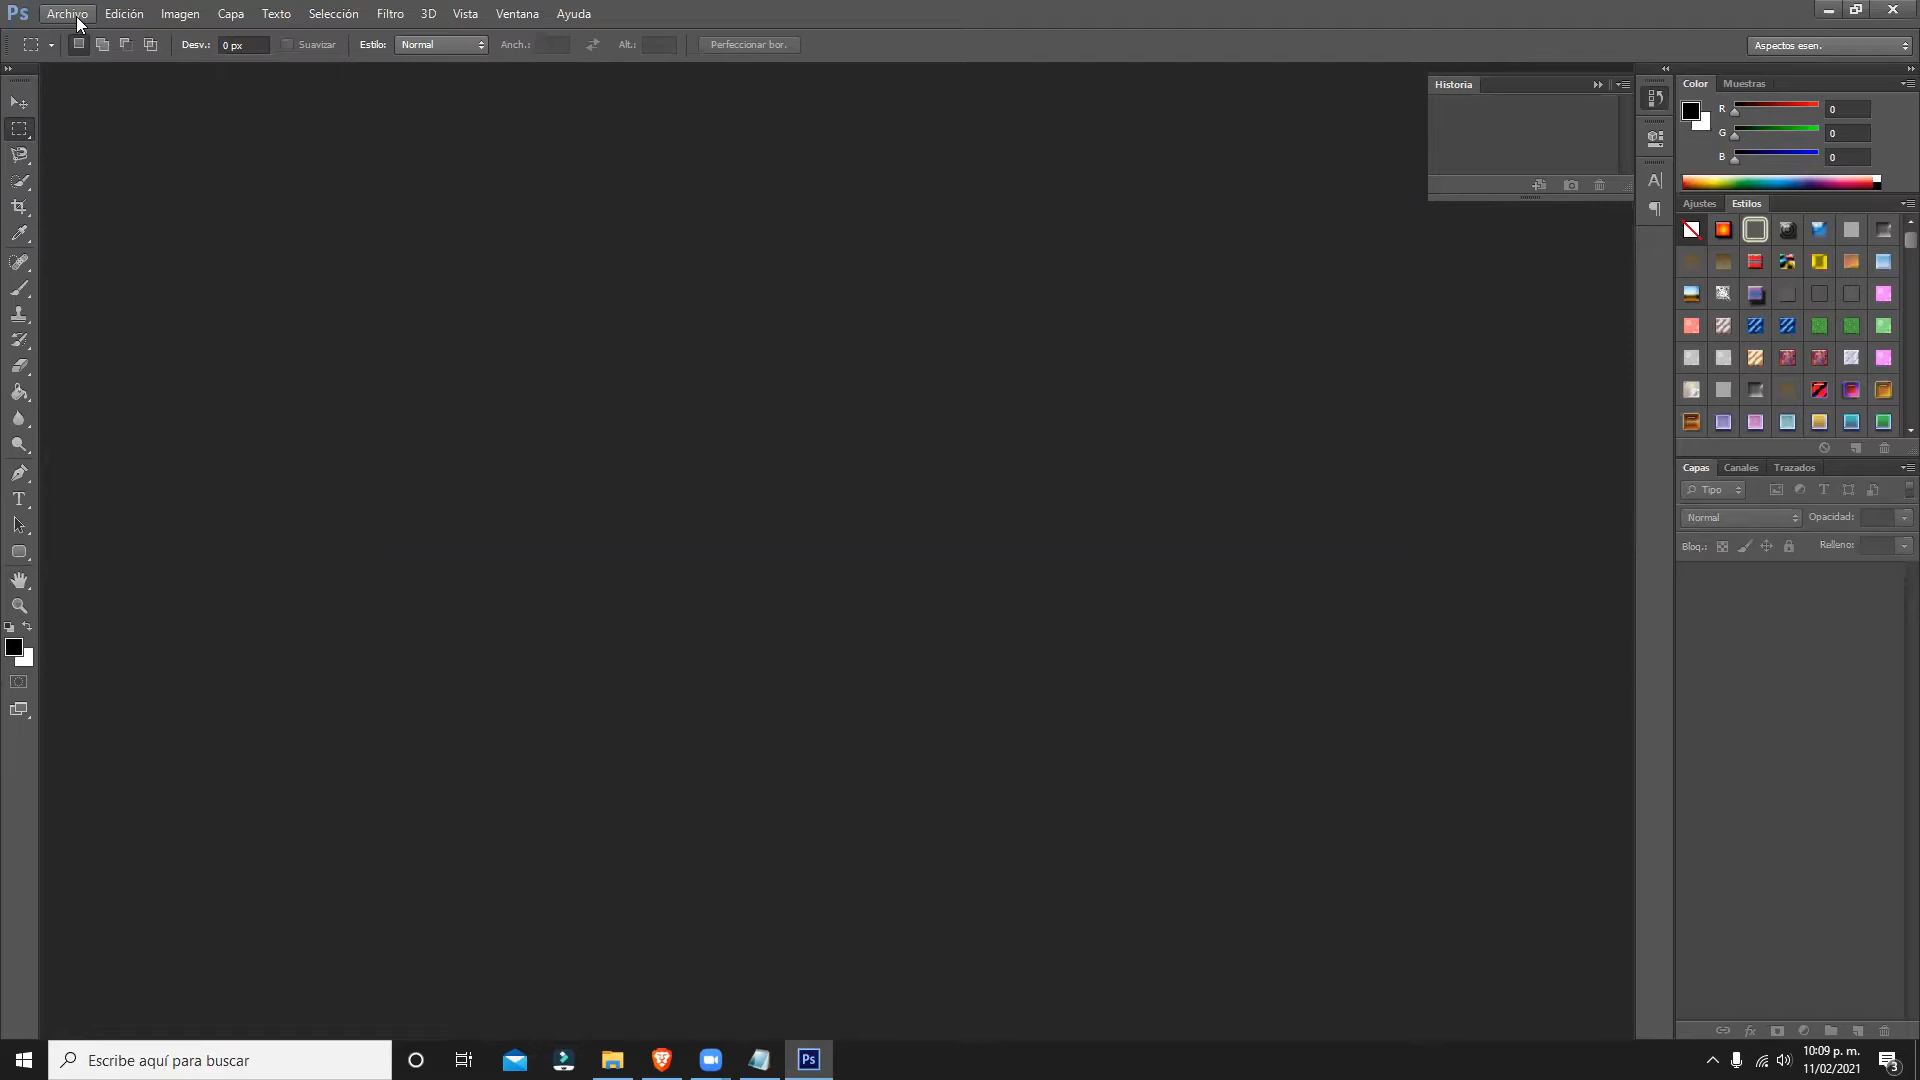 Ps Archivo Edición Imagen Capa Texto Selección Filtro 3D Vista Ventana Ayuda
Desv.: 0 px Suavizar Estilo: Normal Anch.: Alt.: Perfeccionar bor. Aspectos esen.
Historia
Color Muestras
R 0
G 0
B 0
Ajustes Estilos
Capas Canales Trazados
Tipo
Normal Opacidad:
Bloq.: Relleno:
Escribe aquí para buscar
Ps
10:09 p. m.
11/02/2021
3